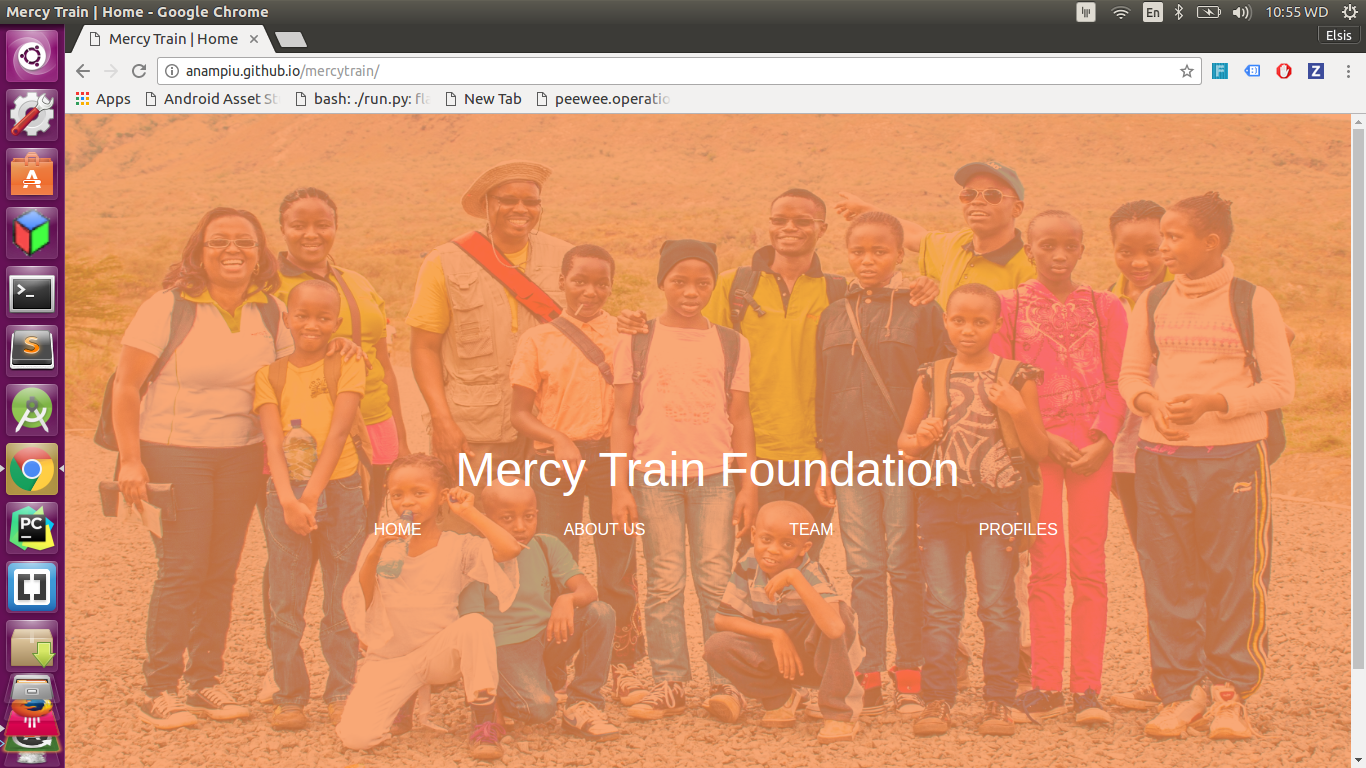 Mercy Train | Home - Google Chrome
En
10:55 WD
Mercy Train | Home
Elsis
anampiu.github.io/mercytrain/
Apps
Android Asset St
bash: ./run.py: fla
New Tab
peewee.operatio
Mercy Train Foundation
HOME
ABOUT US
TEAM
PROFILES